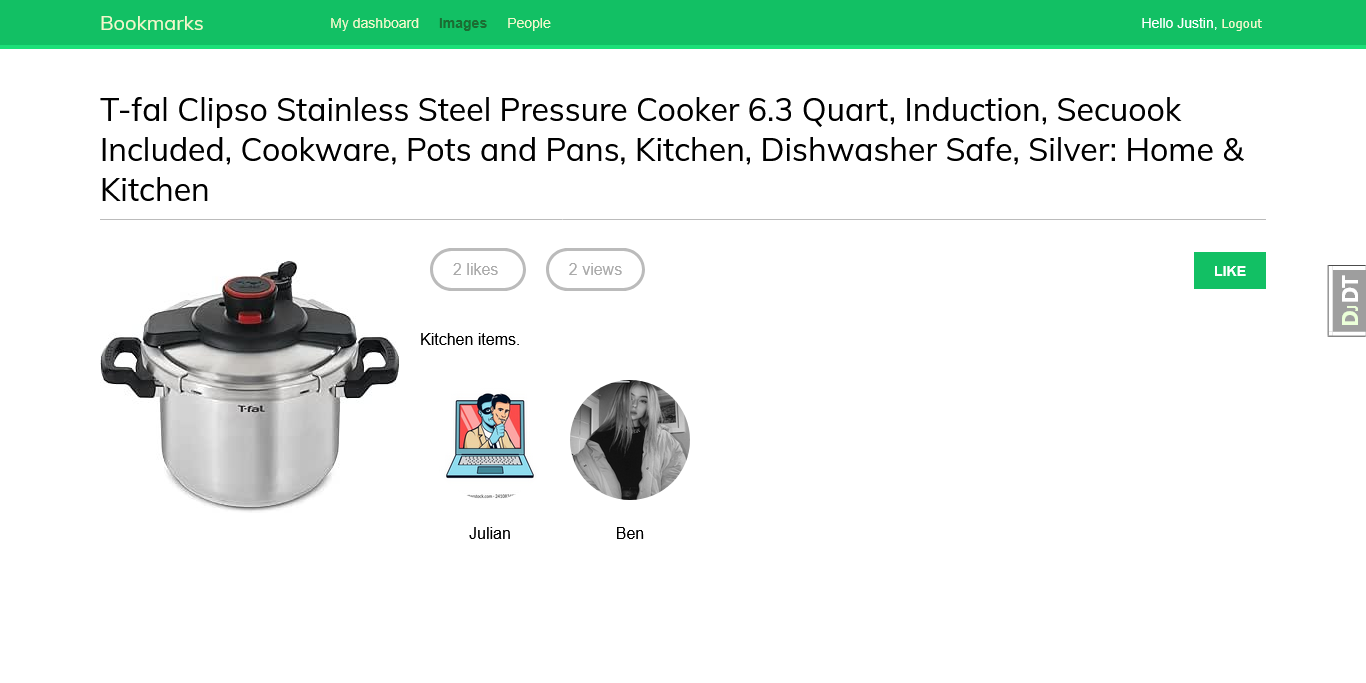 Bookmarks
My dashboard Images People
Hello Justin, Logout
T-fal Clipso Stainless Steel Pressure Cooker 6.3 Quart, Induction, Secuook
Included, Cookware, Pots and Pans, Kitchen, Dishwasher Safe, Silver: Home &
Kitchen
2 likes
2 views
LIKE
DJDT
T-fal
Kitchen items.
Julian
Ben